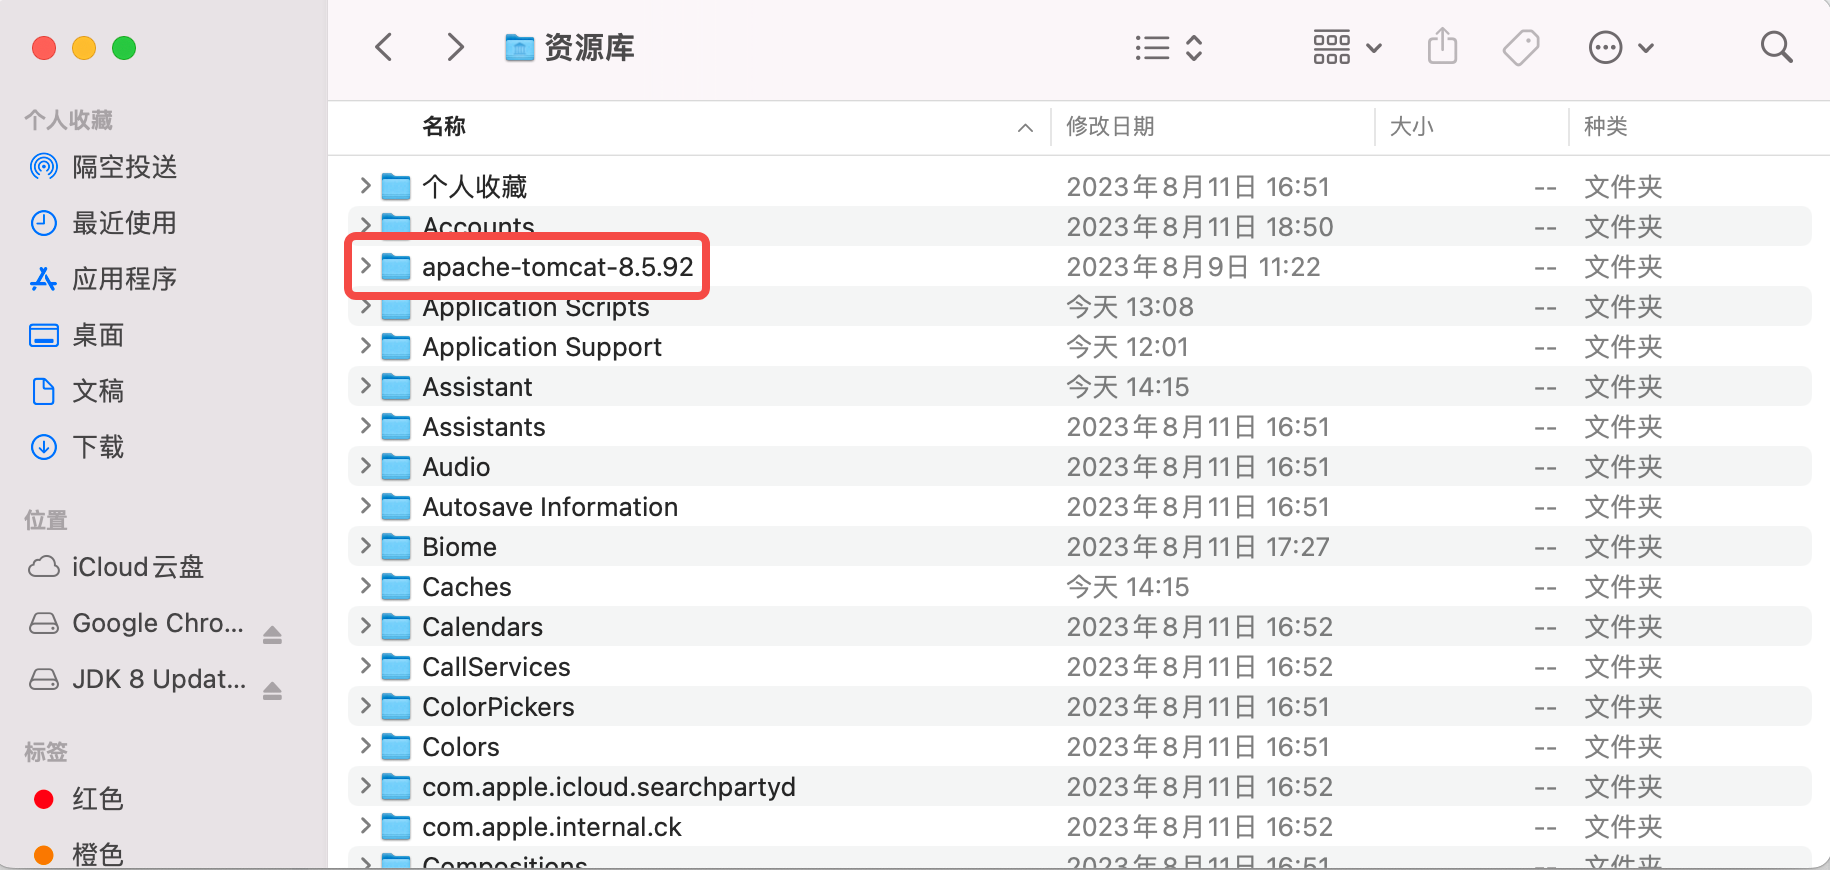 资源库
个人收藏
隔空投送
最近使用
应用程序
桌面
文稿
下载
位置
iCloud云盘
Google Chro...
JDK 8 Updat...
标签
红色
橙色
名称 修改日期 大小 种类
个人收藏 2023年8月11日 16:51 -- 文件夹
Accounts 2023年8月11日 18:50 -- 文件夹
apache-tomcat-8.5.92 2023年8月9日 11:22 -- 文件夹
Application Scripts 今天 13:08 -- 文件夹
Application Support 今天 12:01 -- 文件夹
Assistant 今天 14:15 -- 文件夹
Assistants 2023年8月11日 16:51 -- 文件夹
Audio 2023年8月11日 16:51 -- 文件夹
Autosave Information 2023年8月11日 16:51 -- 文件夹
Biome 2023年8月11日 17:27 -- 文件夹
Caches 今天 14:15 -- 文件夹
Calendars 2023年8月11日 16:52 -- 文件夹
CallServices 2023年8月11日 16:52 -- 文件夹
ColorPickers 2023年8月11日 16:51 -- 文件夹
Colors 2023年8月11日 16:51 -- 文件夹
com.apple.icloud.searchpartyd 2023年8月11日 16:52 -- 文件夹
com.apple.internal.ck 2023年8月11日 16:52 -- 文件夹
Compositions 2023年8月11日 16:51 -- 文件夹